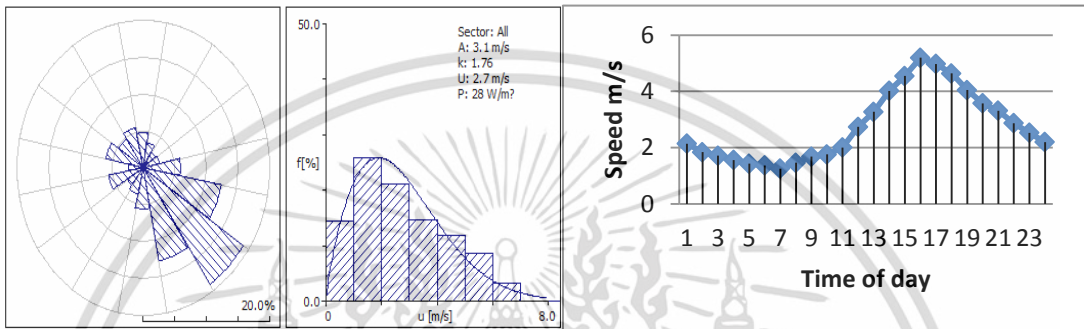 20.0%
50.0
Sector: All
A: 3.1 m/s
k: 1.76
U: 2.7 m/s
P: 28 W/m?
f[%]
0.0
0
u [m/s]
8.0
Speed m/s
6
4
2
0
1 3 5 7 9 11 13 15 17 19 21 23
Time of day